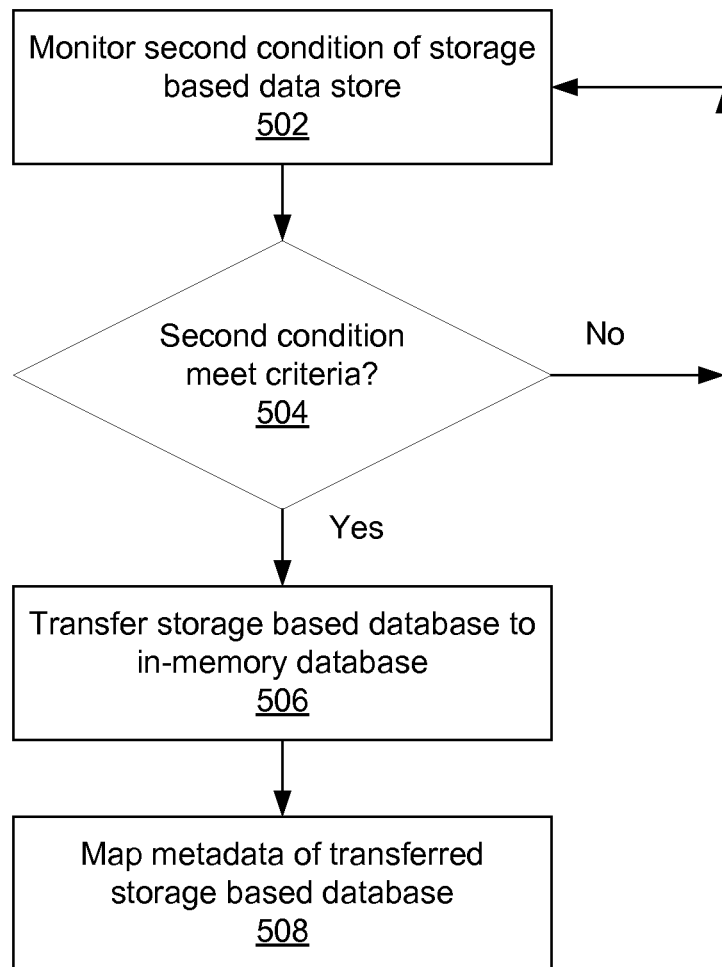 Monitor second condition of storage
based data store
502
Second condition
meet criteria?
504
No
Yes
Transfer storage based database to
in-memory database
506
Map metadata of transferred
storage based database
508